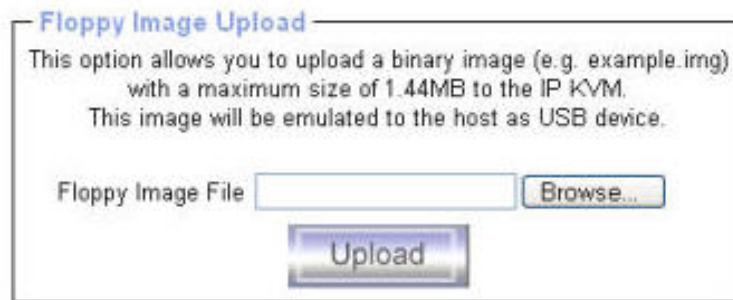 Floppy Image Upload
This option allows you to upload a binary image (e.g. example.img)
with a maximum size of 1.44MB to the IP KVM.
This image will be emulated to the host as USB device.
Floppy Image File Browse...
Upload